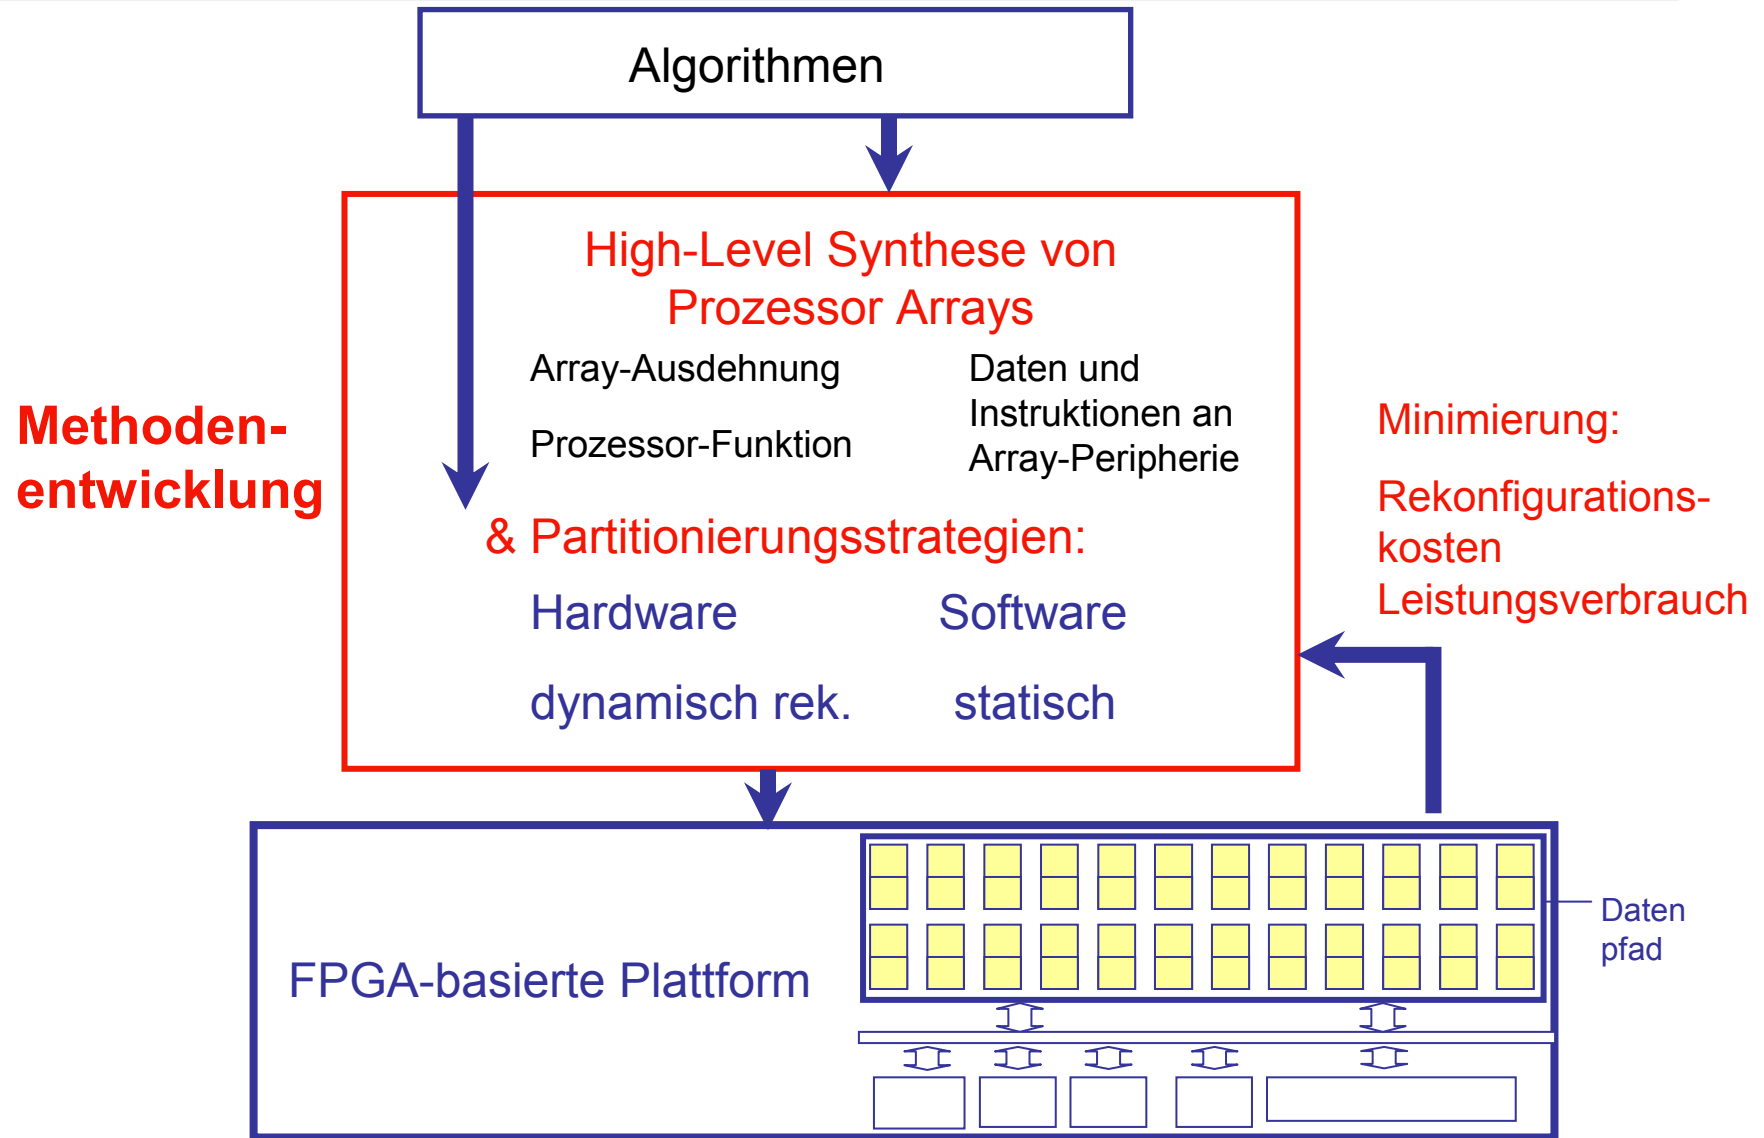 Algorithmen
High-Level Synthese von
Prozessor Arrays
Array-Ausdehnung
Prozessor-Funktion
Daten und
Instruktionen an
Array-Peripherie
& Partitionierungsstrategien:
Hardware Software
dynamisch rek. statisch
Methoden-
entwicklung
Minimierung:
Rekonfigurations-
kosten
Leistungsverbrauch
FPGA-basierte Plattform
Daten
pfad